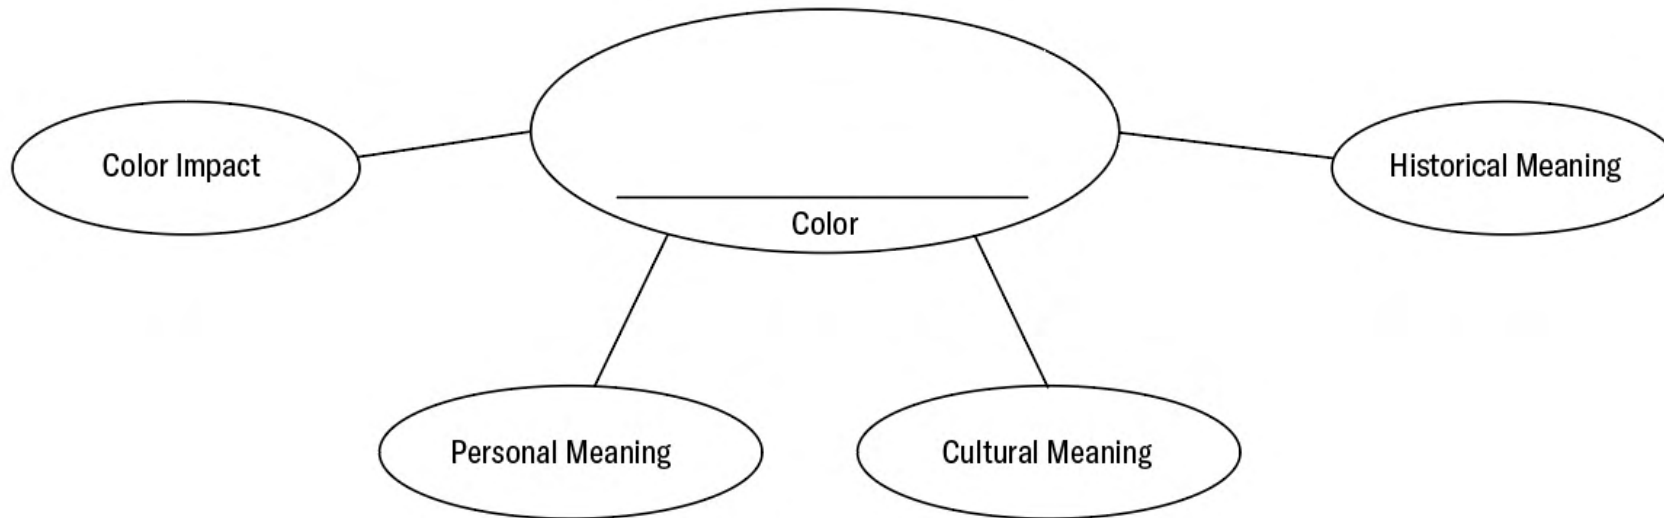 Color Impact
Historical Meaning
Color
Personal Meaning
Cultural Meaning